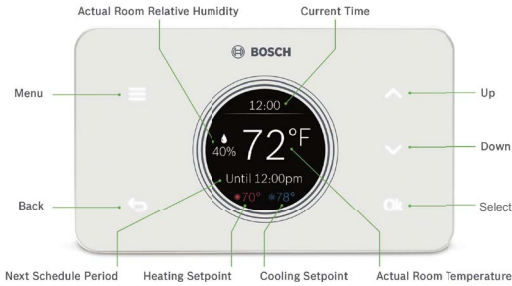 Actual Room Relative Humidity
Current Time
BOSCH
Menu
Up
12:00
72°F
40%
Down
Until 12:00pm
70° 78°
Back
Ok
Select
Next Schedule Period
Heating Setpoint
Cooling Setpoint
Actual Room Temperature